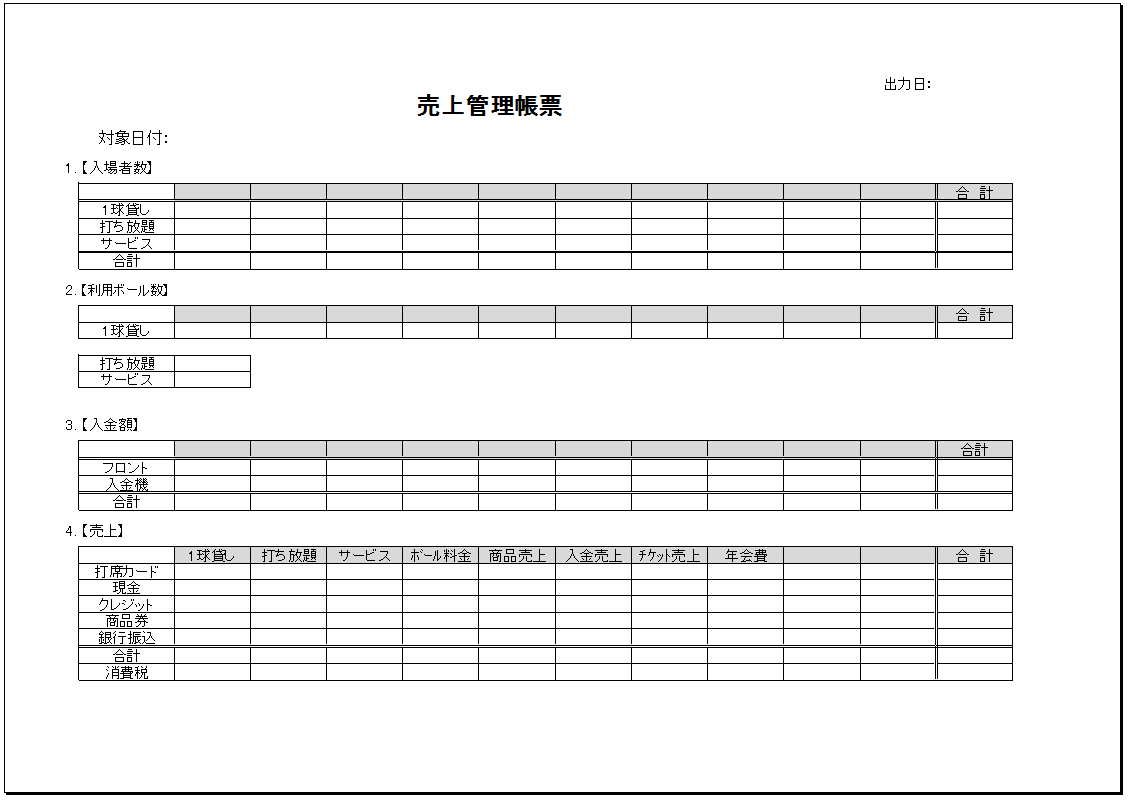 出力日：
売上管理帳票
対象日付：
1.【入場者数】
合 計
1球貸し
打ち放題
サービス
合計
2.【利用ボール数】
合 計
1球貸し
打ち放題
サービス
3.【入金額】
合計
フロント
入金機
合計
4.【売上】
1球貸し 打ち放題 サービス ﾎﾞｰﾙ料金 商品売上 入会売上 ﾁｹｯﾄ売上 年会費 合 計
打席カード
現金
クレジット
商品券
銀行振込
合計
消費税